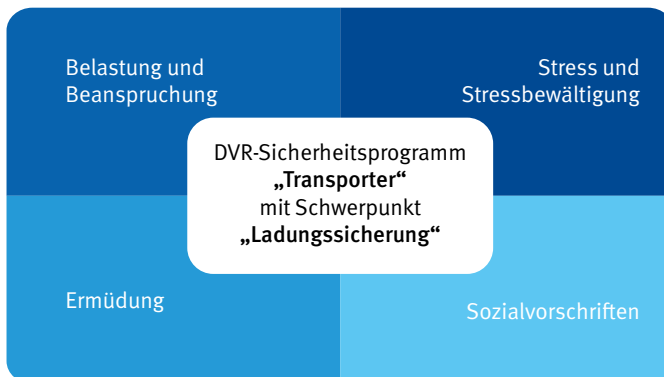 Belastung und
Beanspruchung
Stress und
Stressbewältigung
DVR-Sicherheitsprogramm
„Transporter“
mit Schwerpunkt
„Ladungssicherung“
Ermüdung
Sozialvorschriften